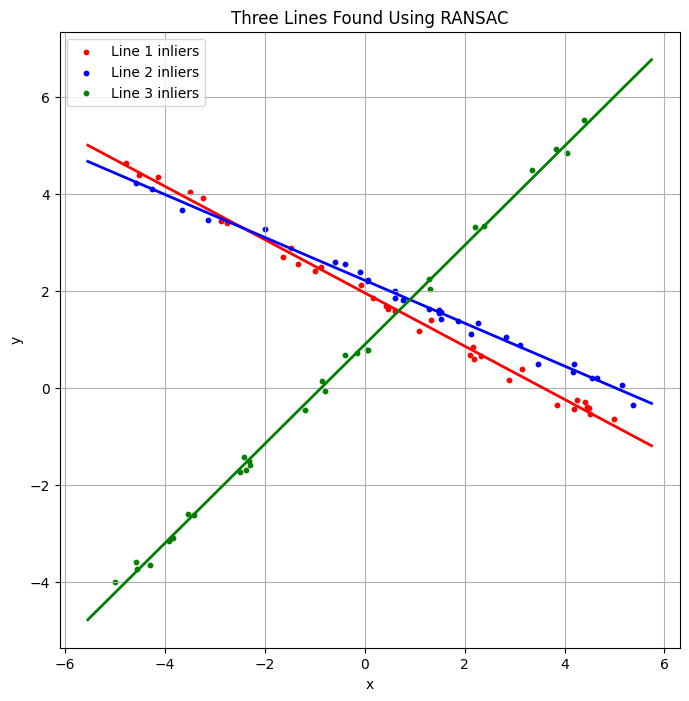 Three Lines Found Using RANSAC
Line 1 inliers
Line 2 inliers
Line 3 inliers
6
4
2
0
−2
−4
y
−6
−4
−2
0
2
4
6
x